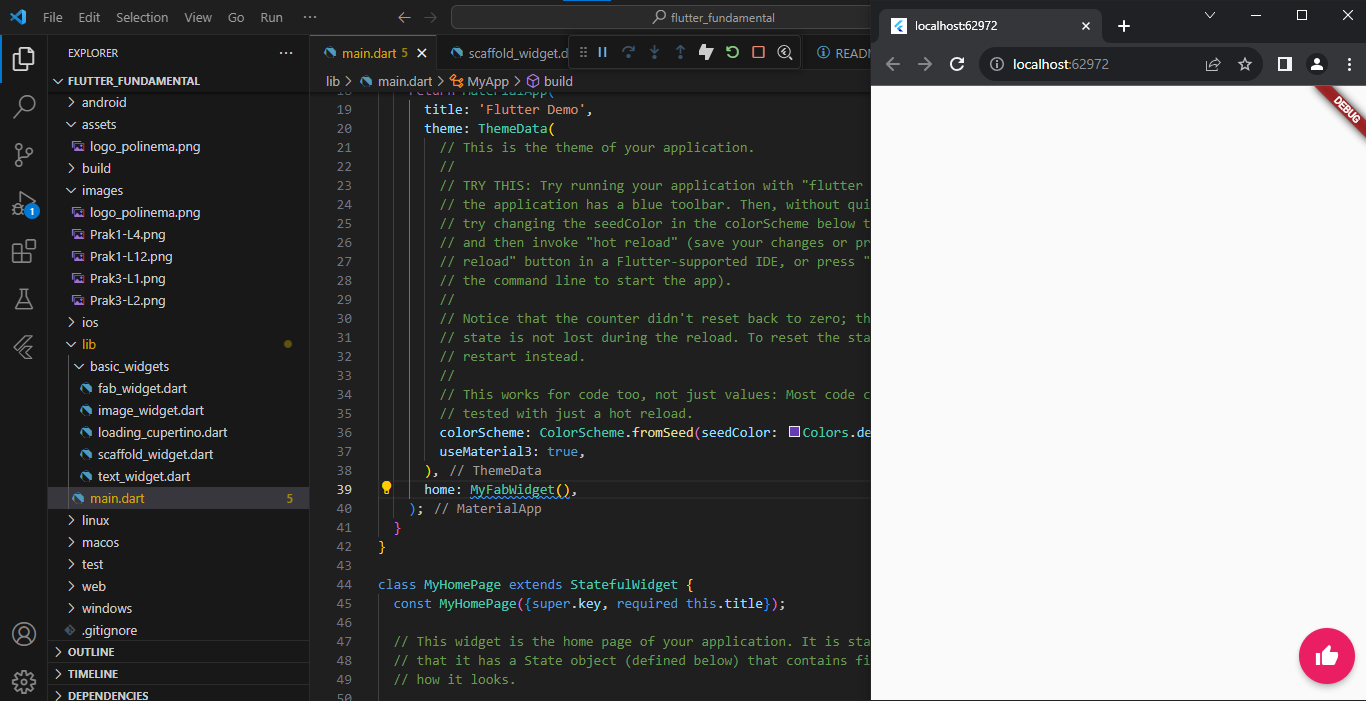 File Edit Selection View Go Run ···
flutter_fundamental
EXPLORER
FLUTTER_FUNDAMENTAL
android
assets
logo_polinema.png
build
images
logo_polinema.png
Prak1-L4.png
Prak1-L12.png
Prak3-L1.png
Prak3-L2.png
ios
lib
basic_widgets
fab_widget.dart
image_widget.dart
loading_cupertino.dart
scaffold_widget.dart
text_widget.dart
main.dart 5
linux
macos
test
web
windows
.gitignore
OUTLINE
TIMELINE
DEPENDENCIES
1
main.dart 5
scaffold_widget.d
READ
lib > main.dart > MyApp > build
18 return MaterialApp(
19 title: 'Flutter Demo',
20 theme: ThemeData(
21 // This is the theme of your application.
22 //
23 // TRY THIS: Try running your application with "flutter
24 // the application has a blue toolbar. Then, without qui
25 // try changing the seedColor in the colorScheme below t
26 // and then invoke "hot reload" (save your changes or pr
27 // reload" button in a Flutter-supported IDE, or press "
28 // the command line to start the app).
29 //
30 // Notice that the counter didn't reset back to zero; th
31 // state is not lost during the reload. To reset the sta
32 // restart instead.
33 //
34 // This works for code too, not just values: Most code c
35 // tested with just a hot reload.
36 colorScheme: ColorScheme.fromSeed(seedColor: Colors.de
37 useMaterial3: true,
38 ), // ThemeData
39 home: MyFabWidget(),
40 ); // MaterialApp
41 }
42 }
43
44 class MyHomePage extends StatefulWidget {
45 const MyHomePage({super.key, required this.title});
46
47 // This widget is the home page of your application. It is sta
48 // that it has a State object (defined below) that contains fi
49 // how it looks.
50
localhost:62972
localhost:62972
DEBUG